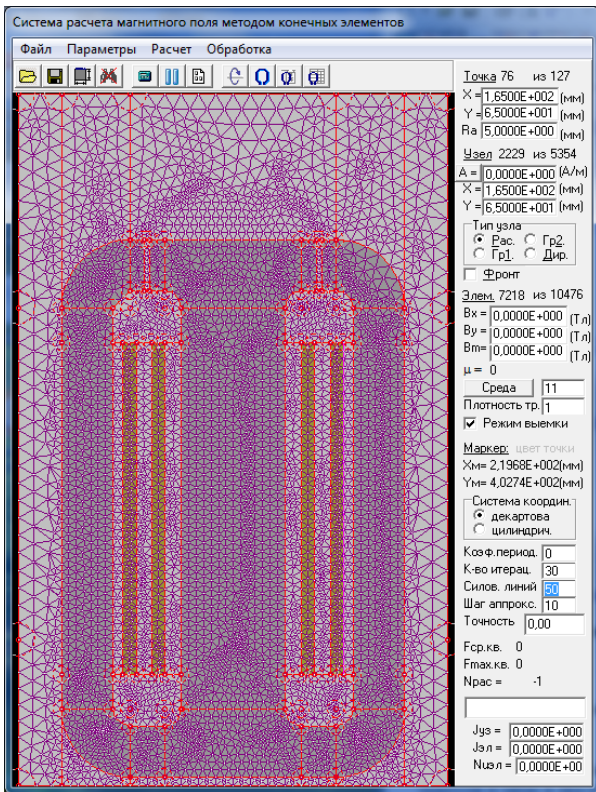 Система расчета магнитного поля методом конечных элементов
Файл Параметры Расчет Обработка
Точка 76 из 127
X = 1,6500E+002 (мм)
Y = 6,5000E+001 (мм)
Ra 5,0000E+000 (мм)
Узел 2229 из 5354
A = 0,0000E+000 (А/м)
X = 1,6500E+002 (мм)
Y = 6,5000E+001 (мм)
Тип узла
Рас. Гр2.
Гр1. Дир.
Фронт
Элем. 7218 из 10476
Bx = 0,0000E+000 (Тл)
By = 0,0000E+000 (Тл)
Bm= 0,0000E+000 (Тл)
μ = 0
Среда 11
Плотность тр. 1
Режим выемки
Маркер: цвет точки
Xм= 2,1968E+002(мм)
Yм= 4,0274E+002(мм)
Система координ.
декартова
цилиндрич.
Коэф.период. 0
К-во итерац. 30
Силов. линий 50
Шаг аппрокс. 10
Точность 0,00
Fср.кв. 0
Fmax.кв. 0
Nрас = -1
Jуз = 0,0000E+000
Jэл = 0,0000E+000
Nиэл = 0,0000E+00